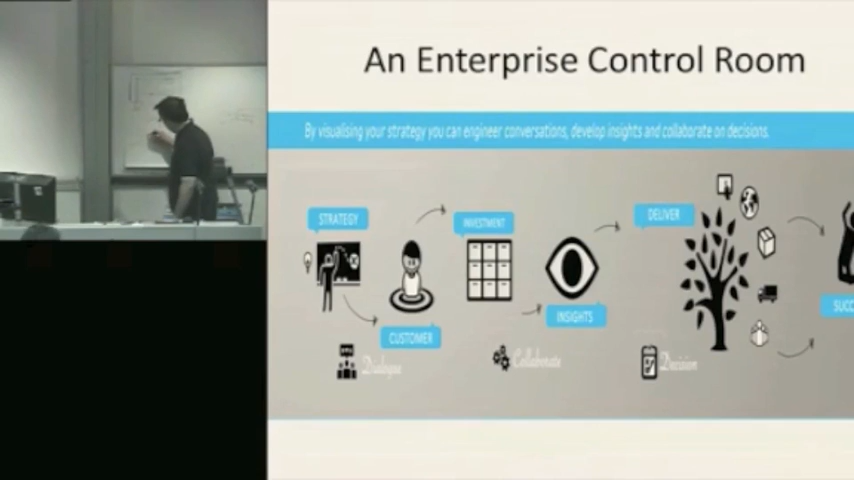 An Enterprise Control Room
By visualising your strategy you can engineer conversations, develop insights and collaborate on decisions.
STRATEGY
INVESTMENT
DELIVER
INSIGHTS
SUCC
CUSTOMER
Dialogue
Collaborate
Decision